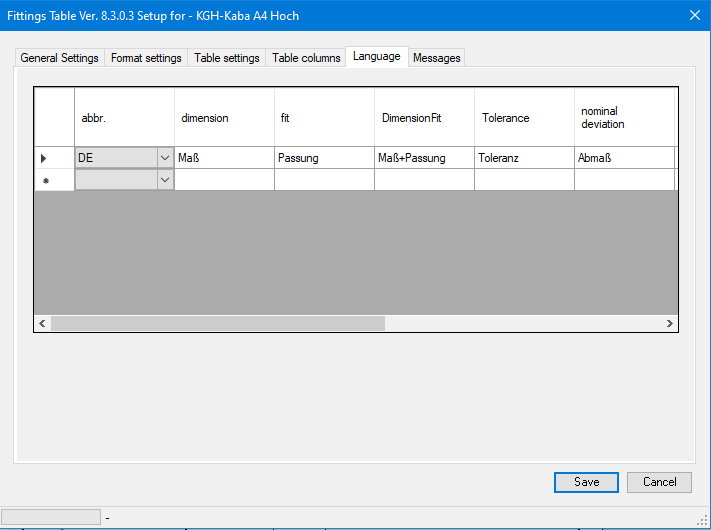 Fittings Table Ver. 8.3.0.3 Setup for - KGH-Kaba A4 Hoch
General Settings Format settings Table settings Table columns Language Messages
abbr. dimension fit DimensionFit Tolerance nominal deviation
DE Maß Passung Maß+Passung Toleranz Abmaß
Save Cancel
-